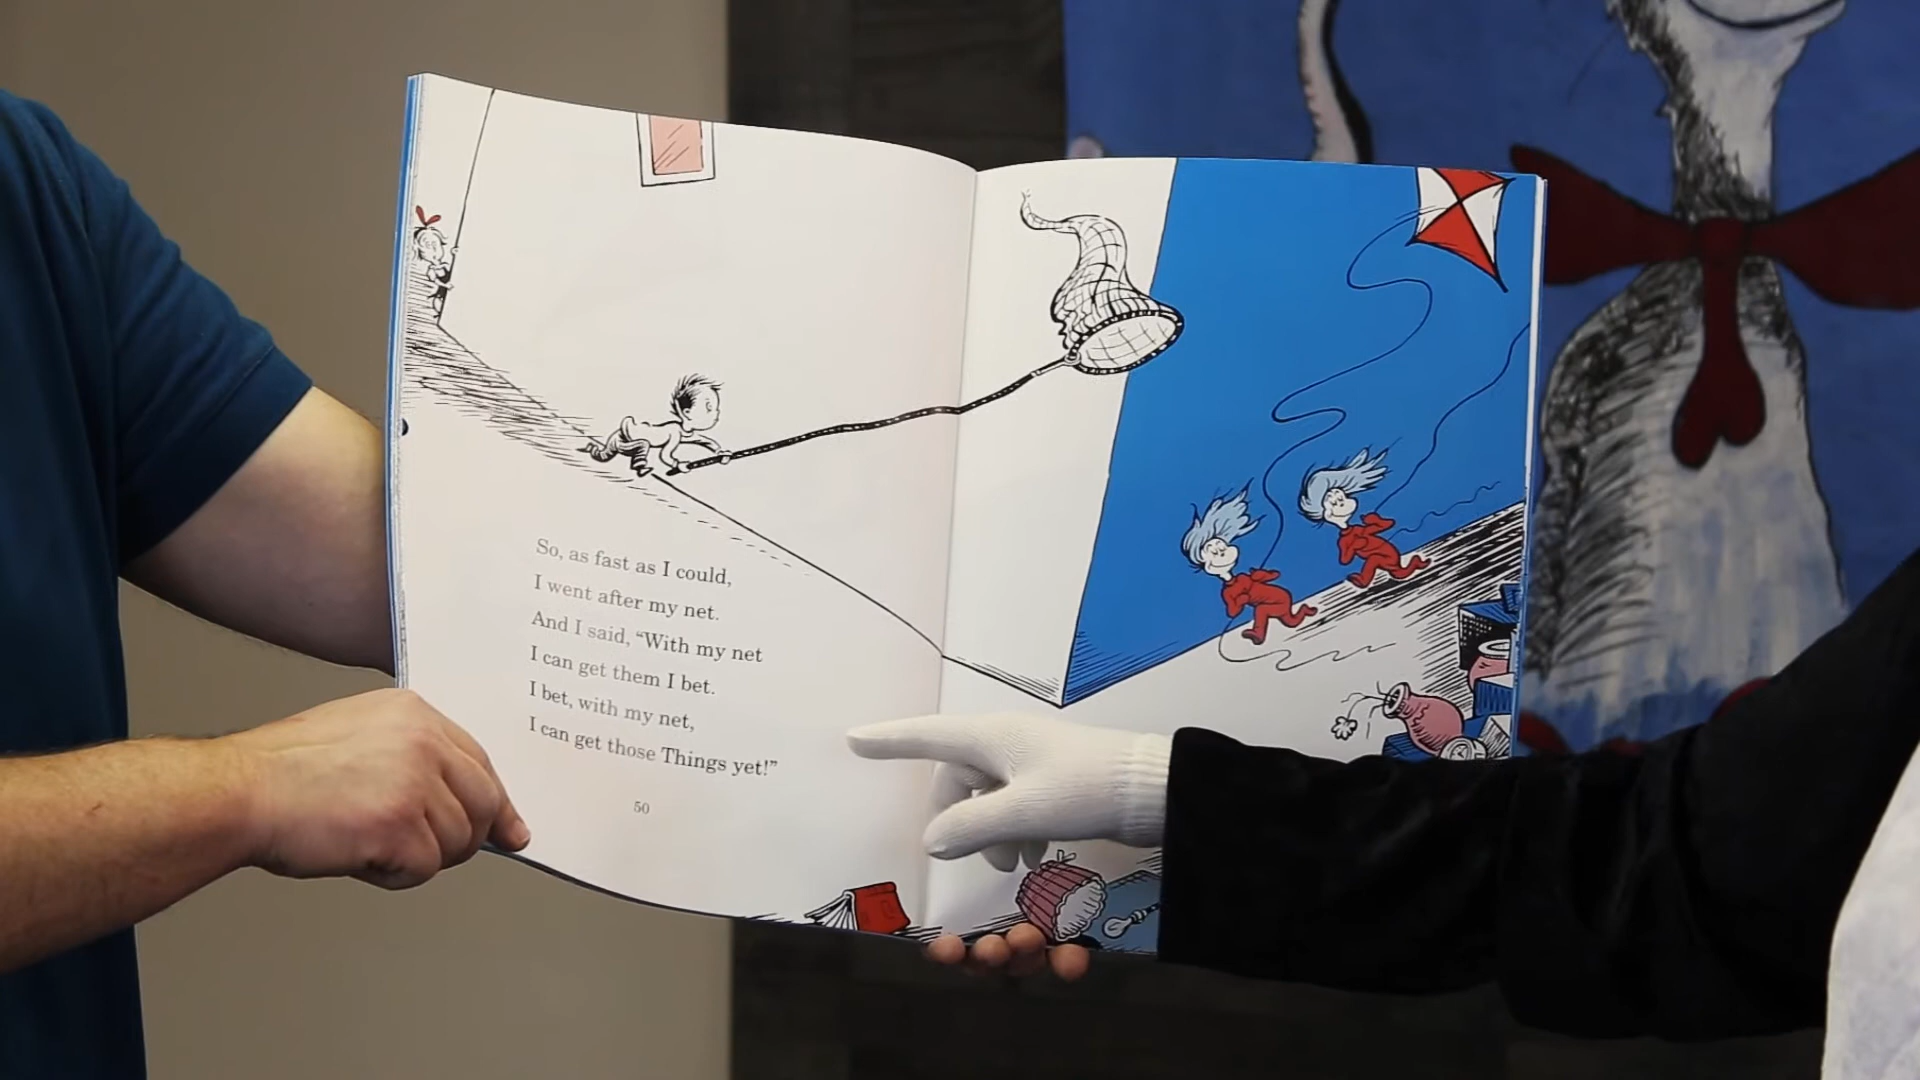 So, as fast as I could,
I went after my net.
And I said, “With my net
I can get them I bet.
I bet, with my net,
I can get those Things yet!”
50